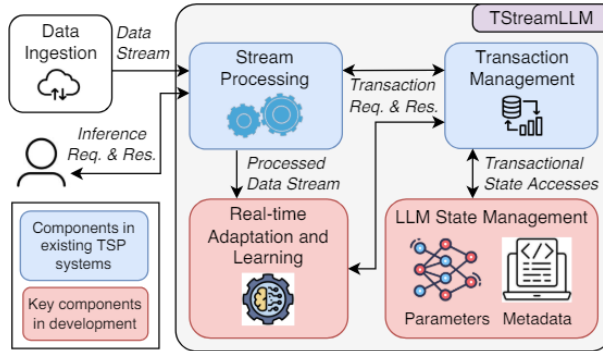 TStreamLLM
Data
Ingestion
Data
Stream
Stream
Processing
Transaction
Req. & Res.
Transaction
Management
Inference
Req. & Res.
Processed
Data Stream
Transactional
State Accesses
Real-time
Adaptation and
Learning
LLM State Management
Parameters
Metadata
Components in
existing TSP
systems
Key components
in development